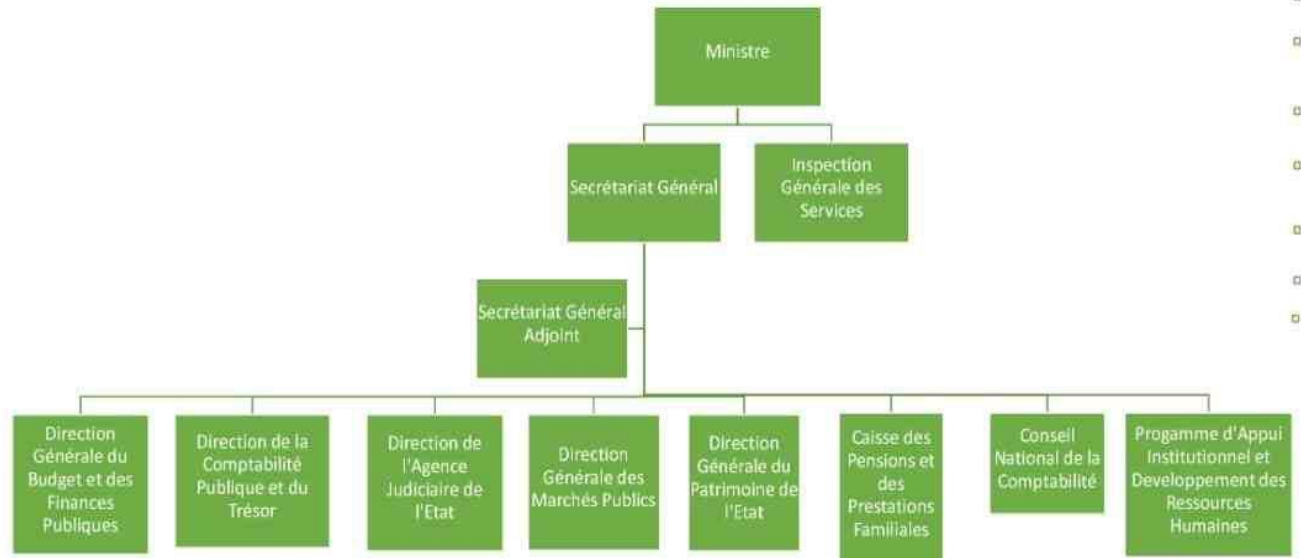 Ministre
Secrétariat Général
Inspection
Générale des
Services
Secrétariat Général
Adjoint
Direction
Générale du
Budget et des
Finances
Publiques
Direction de la
Comptabilité
Publique et du
Trésor
Direction de
l'Agence
Judiciaire de
l'Etat
Direction
Générale des
Marchés Publics
Direction
Générale du
Patrimoine de
l'Etat
Caisse des
Pensions et
des
Prestations
Familiales
Conseil
National de la
Comptabilité
Progamme d'Appui
Institutionnel et
Developpement des
Ressources
Humaines